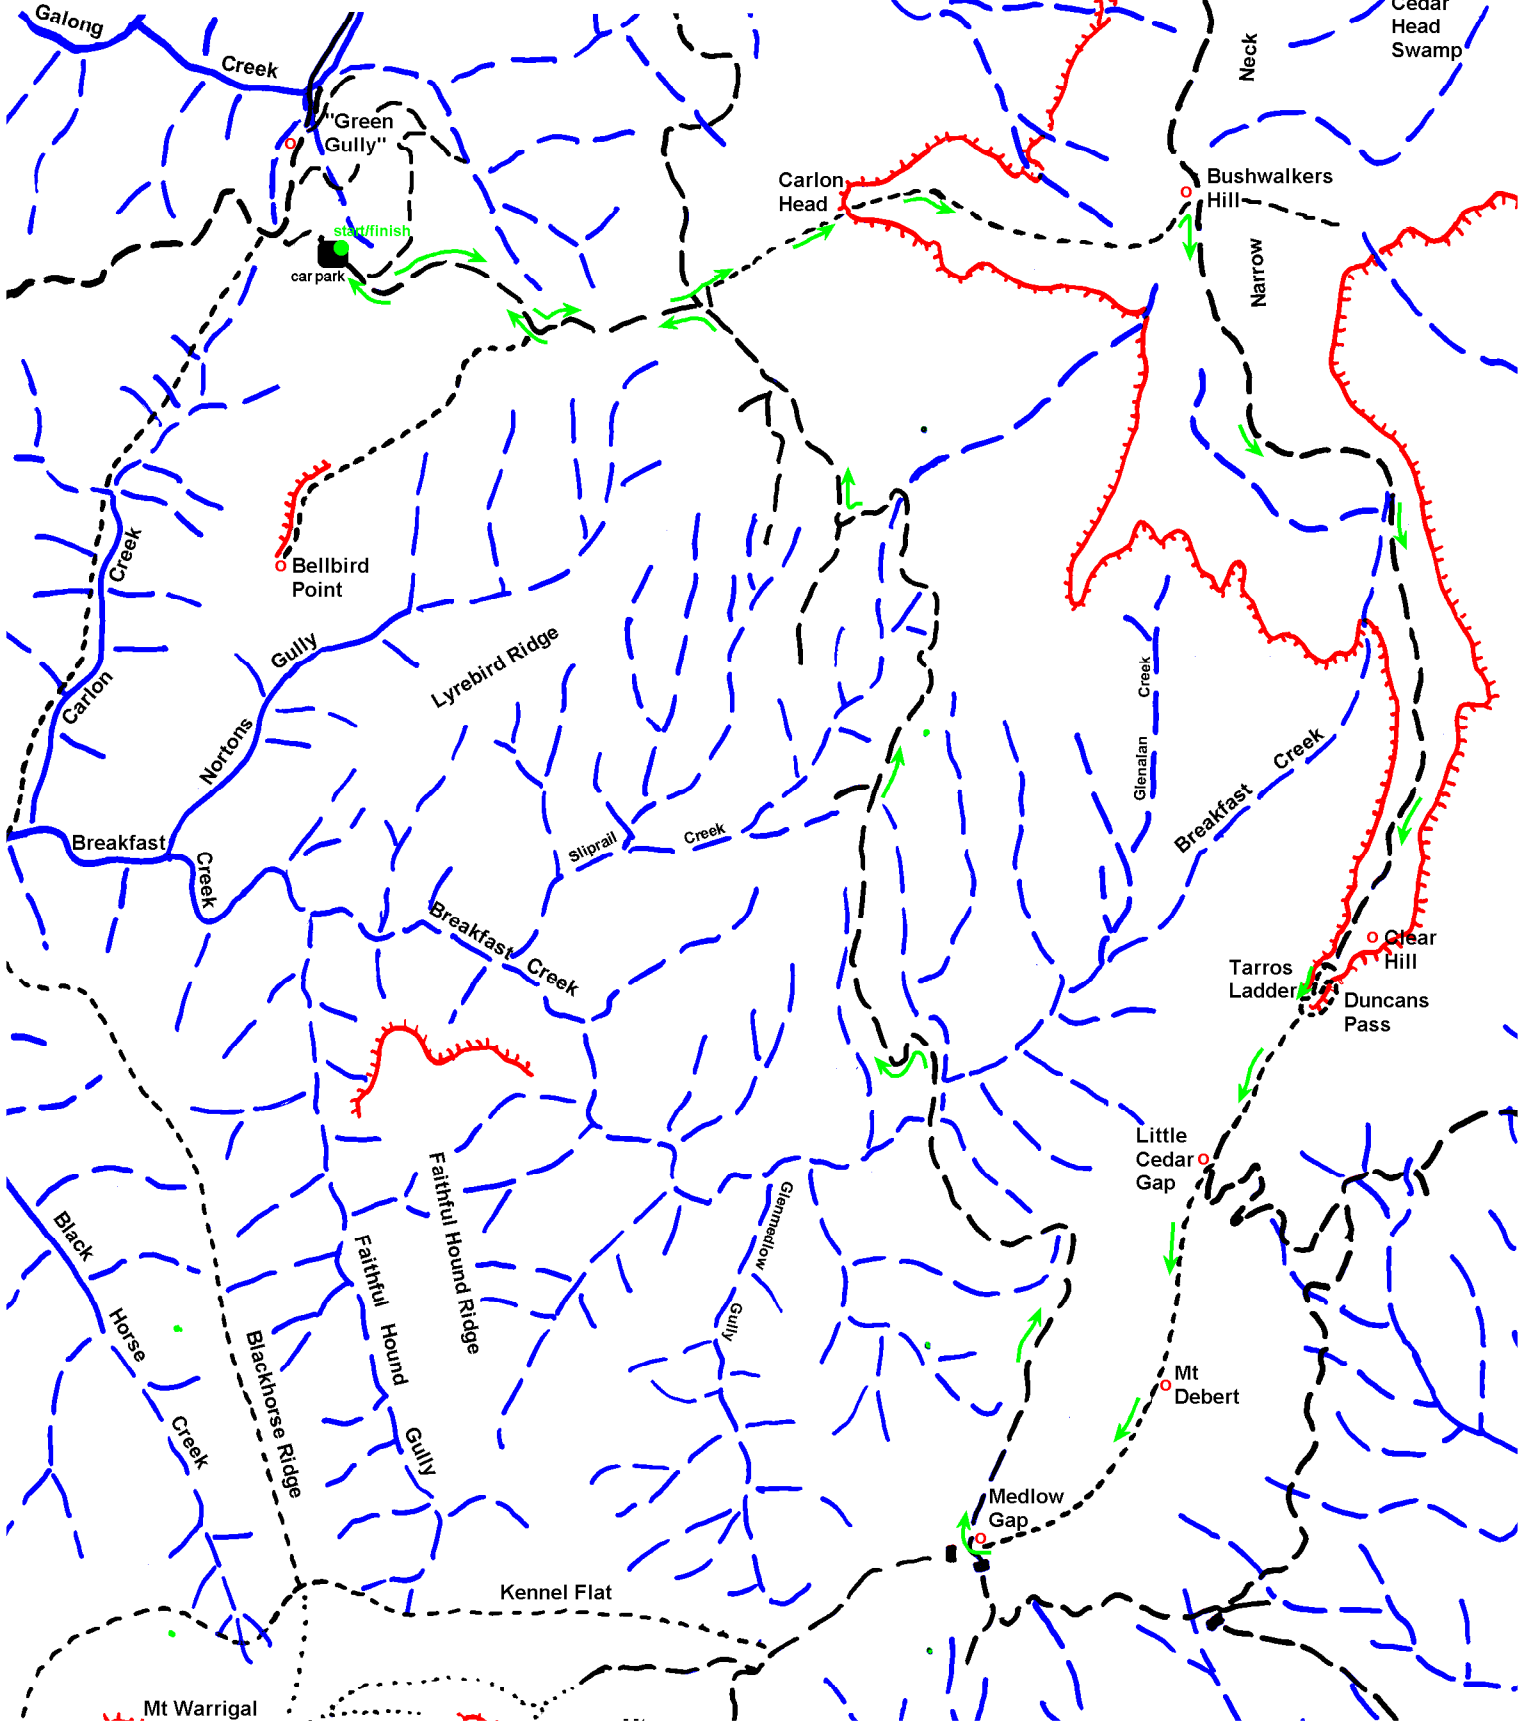 Galong
Creek
Cedar
Head
Swamp
Neck
"Green
Gully"
Carlon
Head
Bushwalkers
Hill
start/finish
car park
Narrow
Creek
Bellbird
Point
Gully
Lyrebird Ridge
Carlon
Nortons
Creek
Glenalan
Creek
Breakfast
Breakfast
Creek
Sliprail
Creek
Breakfast
Creek
Clear
Hill
Tarros
Ladder
Duncans
Pass
Little
Cedar
Gap
Black
Horse
Creek
Faithful Hound Ridge
Faithful
Hound
Gully
Glenmedlow
Gully
Blackhorse Ridge
Mt
Debert
Medlow
Gap
Kennel Flat
Mt Warrigal